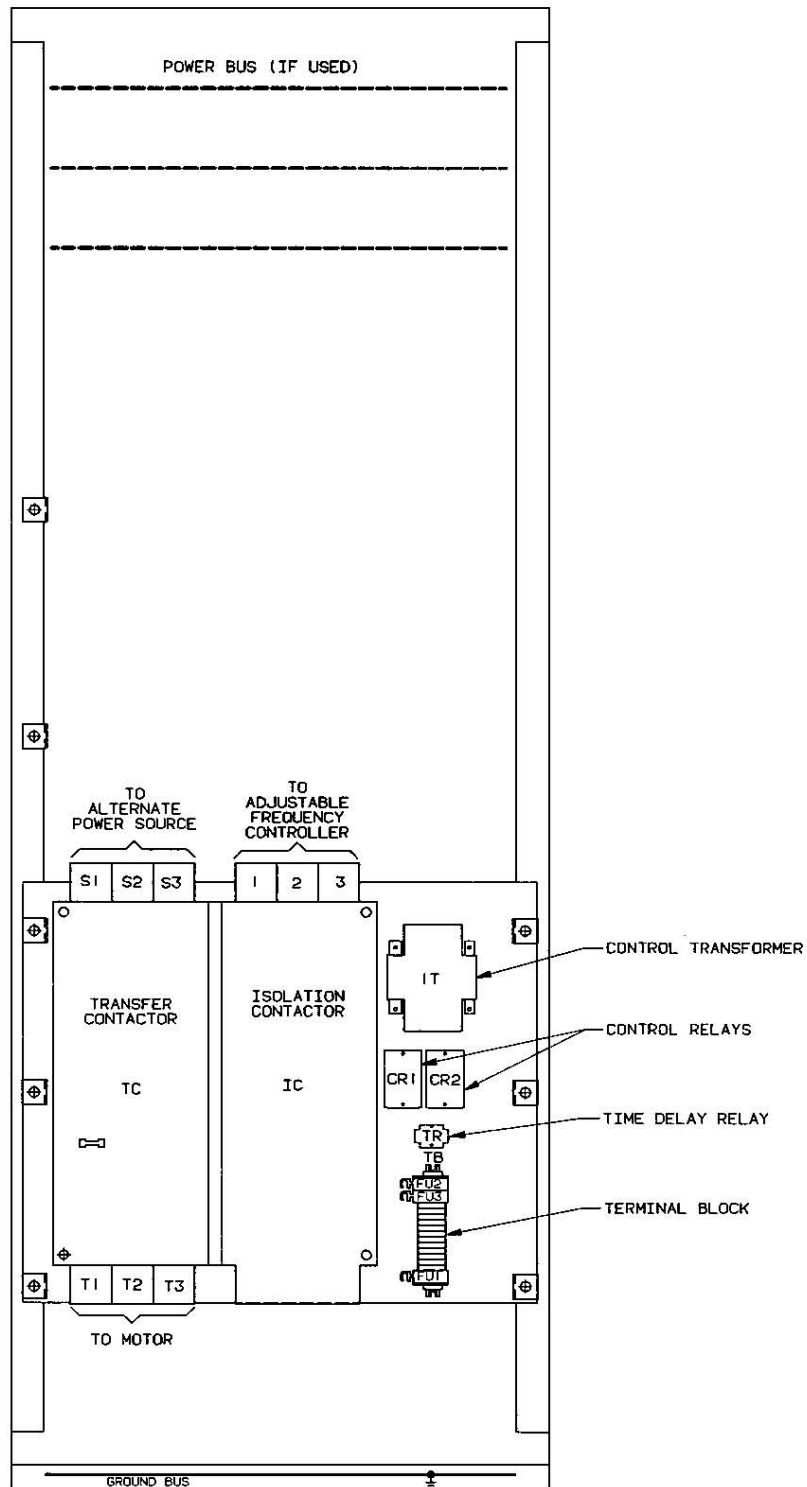 POWER BUS (IF USED)
TO
ALTERNATE
POWER SOURCE
TO
ADJUSTABLE
FREQUENCY
CONTROLLER
S1 S2 S3
1 2 3
TRANSFER
CONTACTOR
TC
ISOLATION
CONTACTOR
IC
1T
CONTROL TRANSFORMER
CR1 CR2
CONTROL RELAYS
TR
TIME DELAY RELAY
TB
FU2
FU3
TERMINAL BLOCK
FU1
T1 T2 T3
TO MOTOR
GROUND BUS